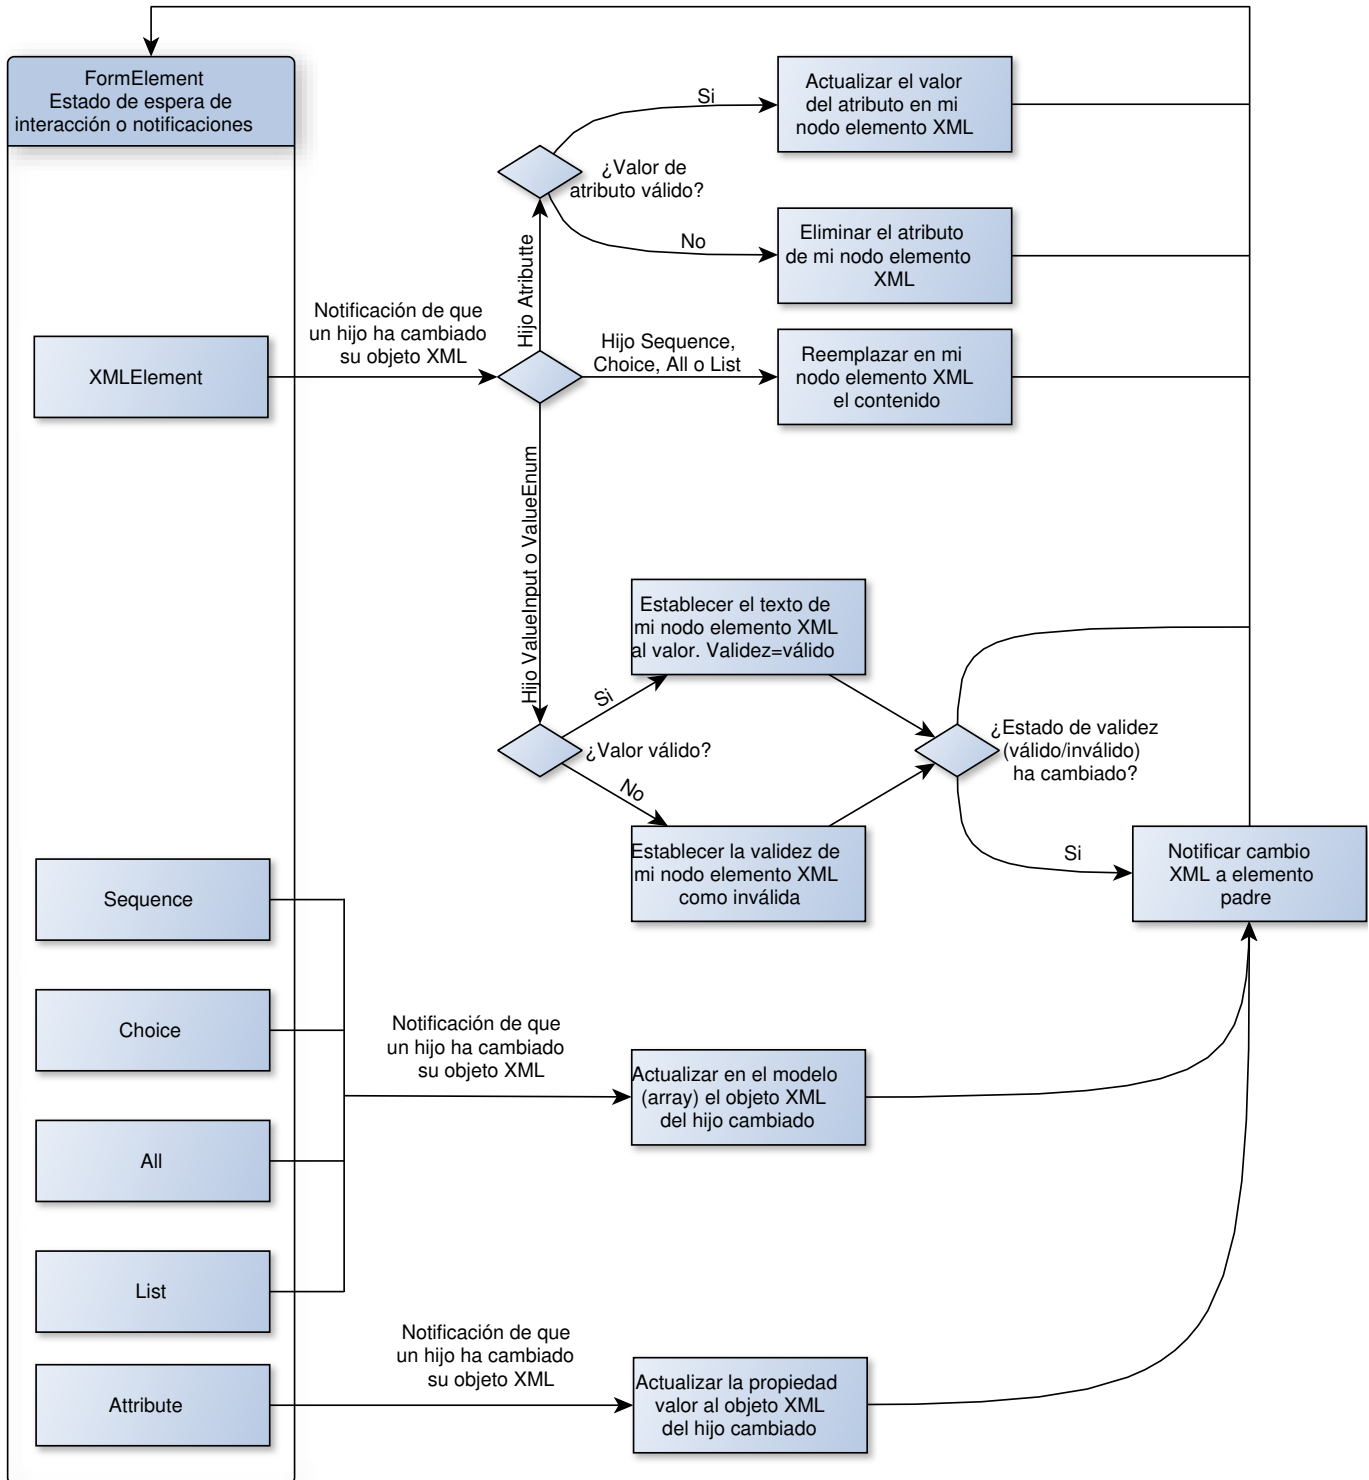 FormElement
Estado de espera de
interacción o notificaciones
Si
Actualizar el valor
del atributo en mi
nodo elemento XML
¿Valor de
atributo válido?
No
Eliminar el atributo
de mi nodo elemento
XML
Hijo Atributte
Notificación de que
un hijo ha cambiado
su objeto XML
XMLElement
Hijo Sequence,
Choice, All o List
Reemplazar en mi
nodo elemento XML
el contenido
Hijo ValueInput o ValueEnum
Establecer el texto de
mi nodo elemento XML
al valor. Validez=válido
Si
¿Valor válido?
No
¿Estado de validez
(válido/inválido)
ha cambiado?
Establecer la validez de
mi nodo elemento XML
como inválida
Si
Notificar cambio
XML a elemento
padre
Sequence
Choice
Notificación de que
un hijo ha cambiado
su objeto XML
Actualizar en el modelo
(array) el objeto XML
del hijo cambiado
All
List
Notificación de que
un hijo ha cambiado
su objeto XML
Attribute
Actualizar la propiedad
valor al objeto XML
del hijo cambiado